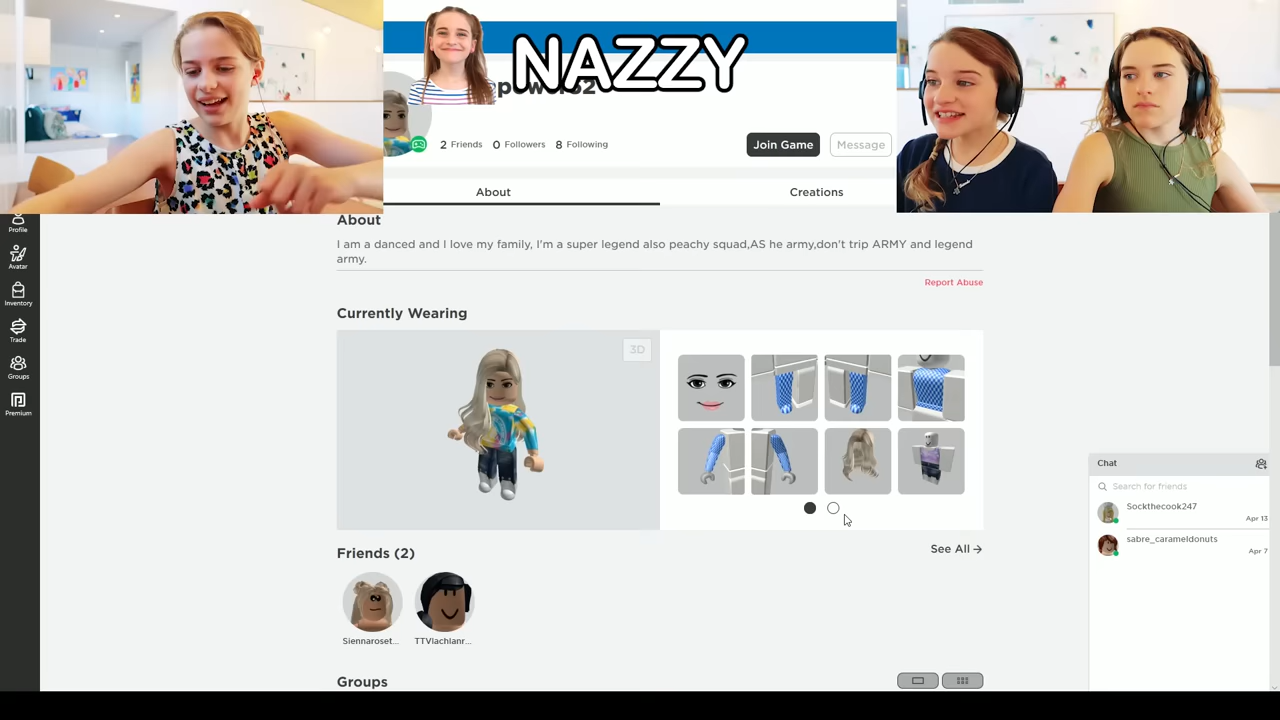 NAZZY
2 Friends 0 Followers 8 Following
Join Game
Message
About
Creations
Profile
Avatar
Inventory
Trade
Groups
Premium
About
I am a danced and I love my family, I'm a super legend also peachy squad,AS he army,don't trip ARMY and legend
army.
Report Abuse
Currently Wearing
3D
Friends (2)
See All →
Siennaroset...
TTVlachlanr...
Groups
Chat
Search for friends
Sockthecook247
Apr 13
sabre_carameldonuts
Apr 7